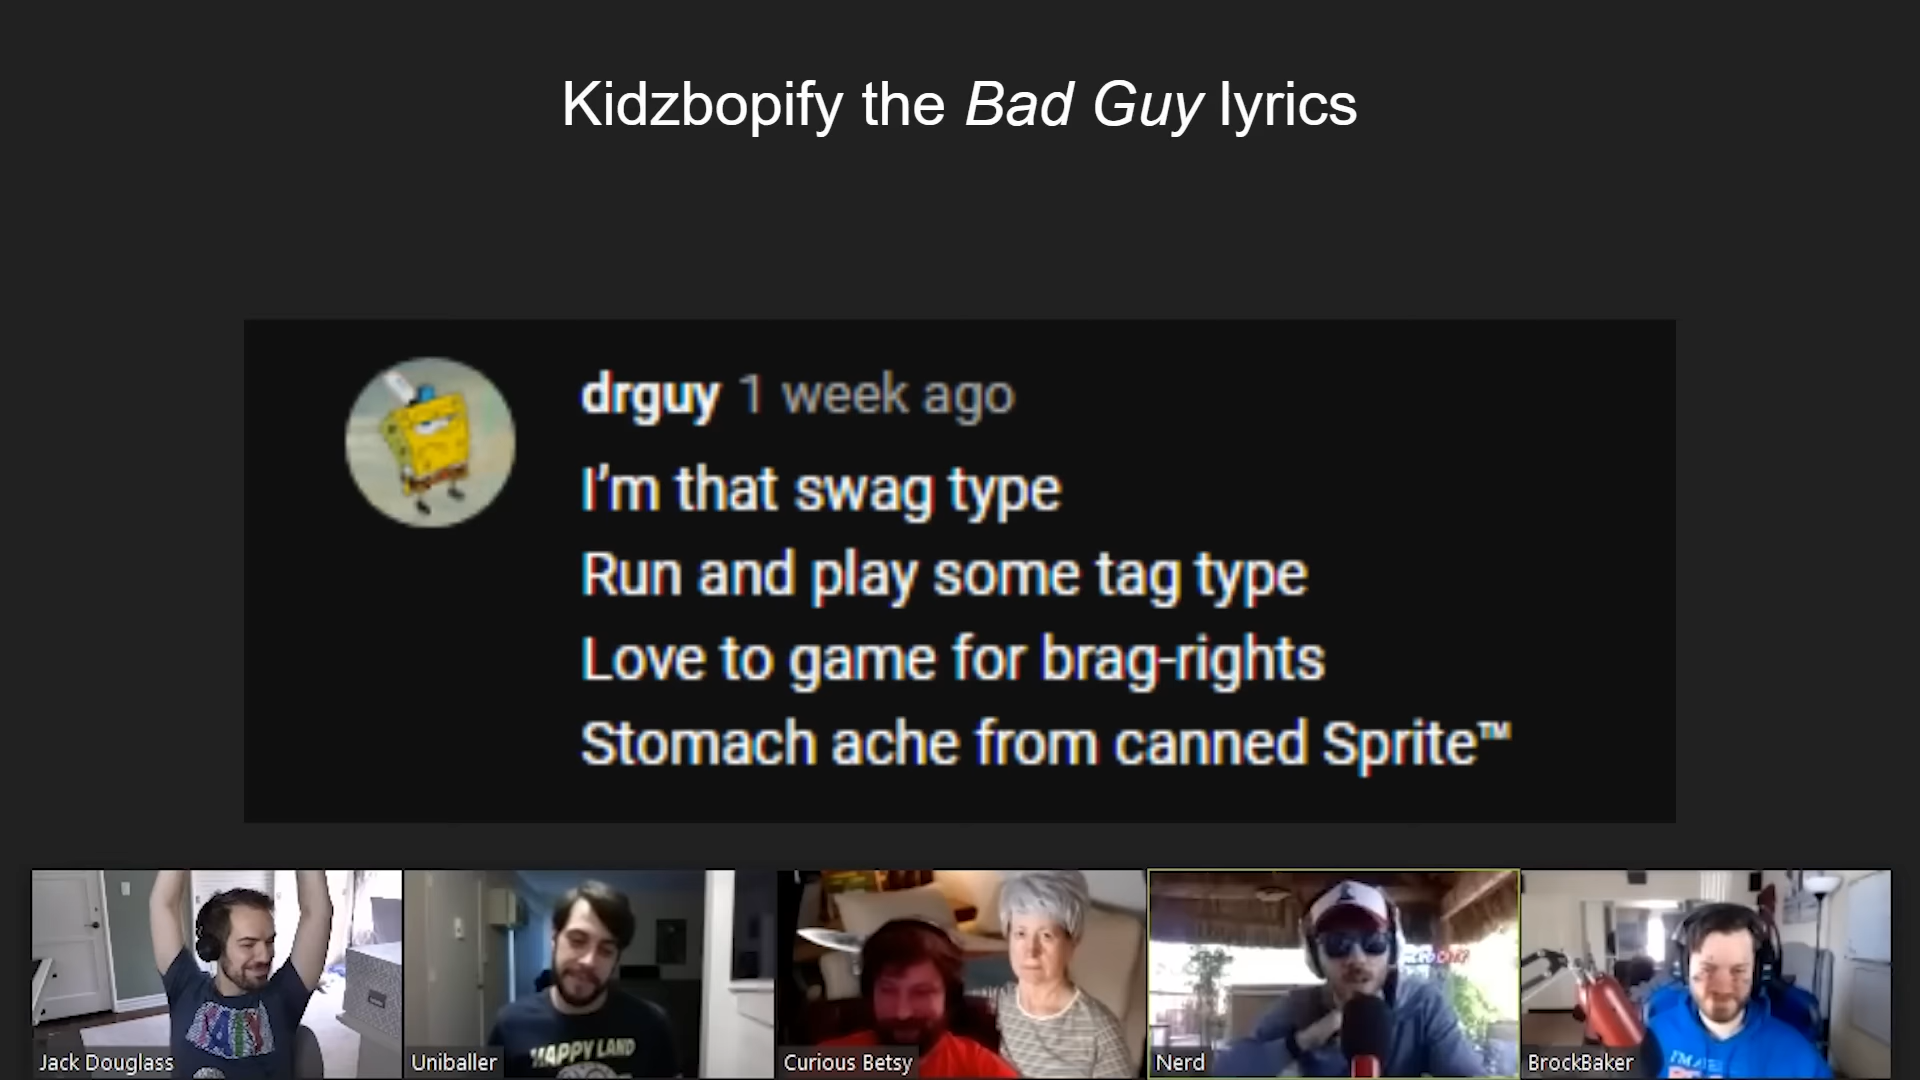 Kidzbopify the Bad Guy lyrics
drguy 1 week ago
I'm that swag type
Run and play some tag type
Love to game for brag-rights
Stomach ache from canned Sprite™
HAPPY LAND
Jack Douglass
Uniballer
Curious Betsy
Nerd
BrockBaker